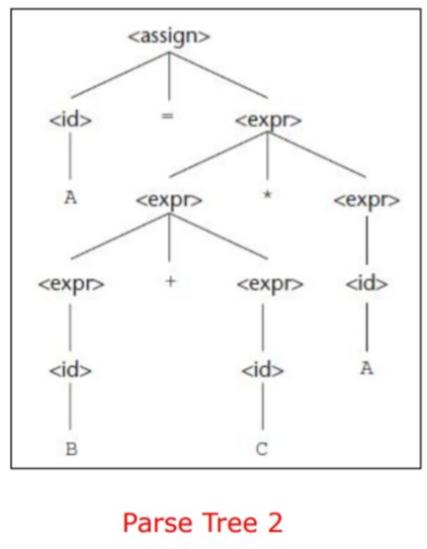 <assign>
<id> = <expr>
A <expr> * <expr>
<expr> + <expr> <id>
<id> <id> A
B C
Parse Tree 2